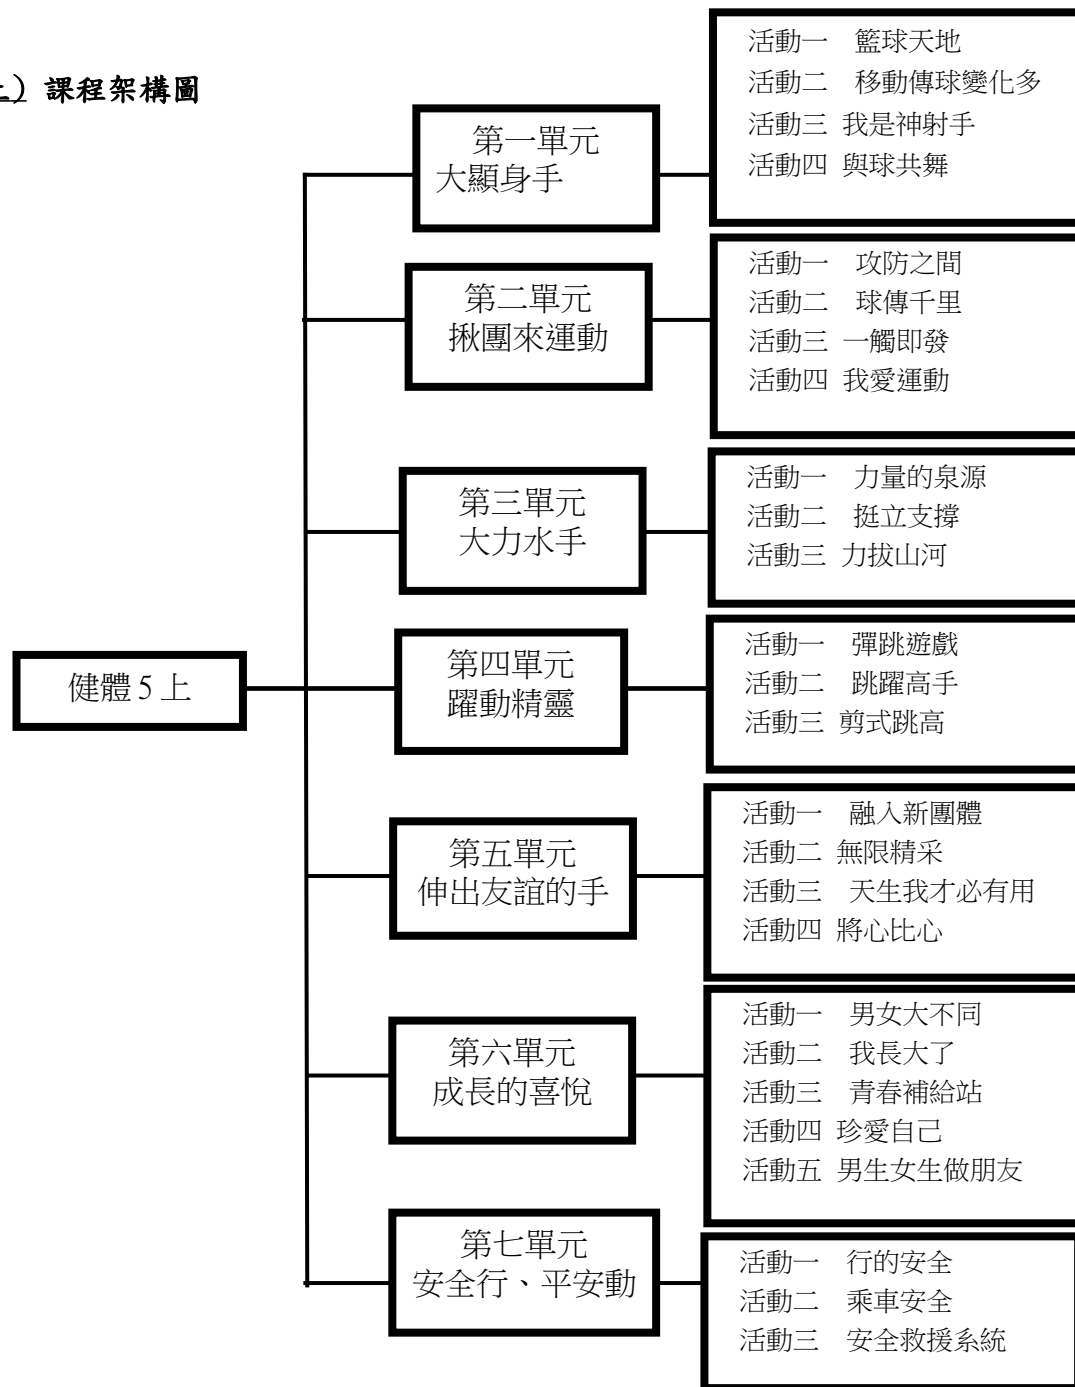 上）課程架構圖
健體5上
第一單元
大顯身手
活動一　籃球天地
活動二　移動傳球變化多
活動三 我是神射手
活動四 與球共舞
第二單元
揪團來運動
活動一　攻防之間
活動二　球傳千里
活動三 一觸即發
活動四 我愛運動
第三單元
大力水手
活動一　力量的泉源
活動二　挺立支撐
活動三 力拔山河
第四單元
躍動精靈
活動一　彈跳遊戲
活動二　跳躍高手
活動三 剪式跳高
第五單元
伸出友誼的手
活動一　融入新團體
活動二 無限精采
活動三　天生我才必有用
活動四 將心比心
第六單元
成長的喜悅
活動一　男女大不同
活動二　我長大了
活動三　青春補給站
活動四 珍愛自己
活動五 男生女生做朋友
第七單元
安全行、平安動
活動一　行的安全
活動二　乘車安全
活動三　安全救援系統